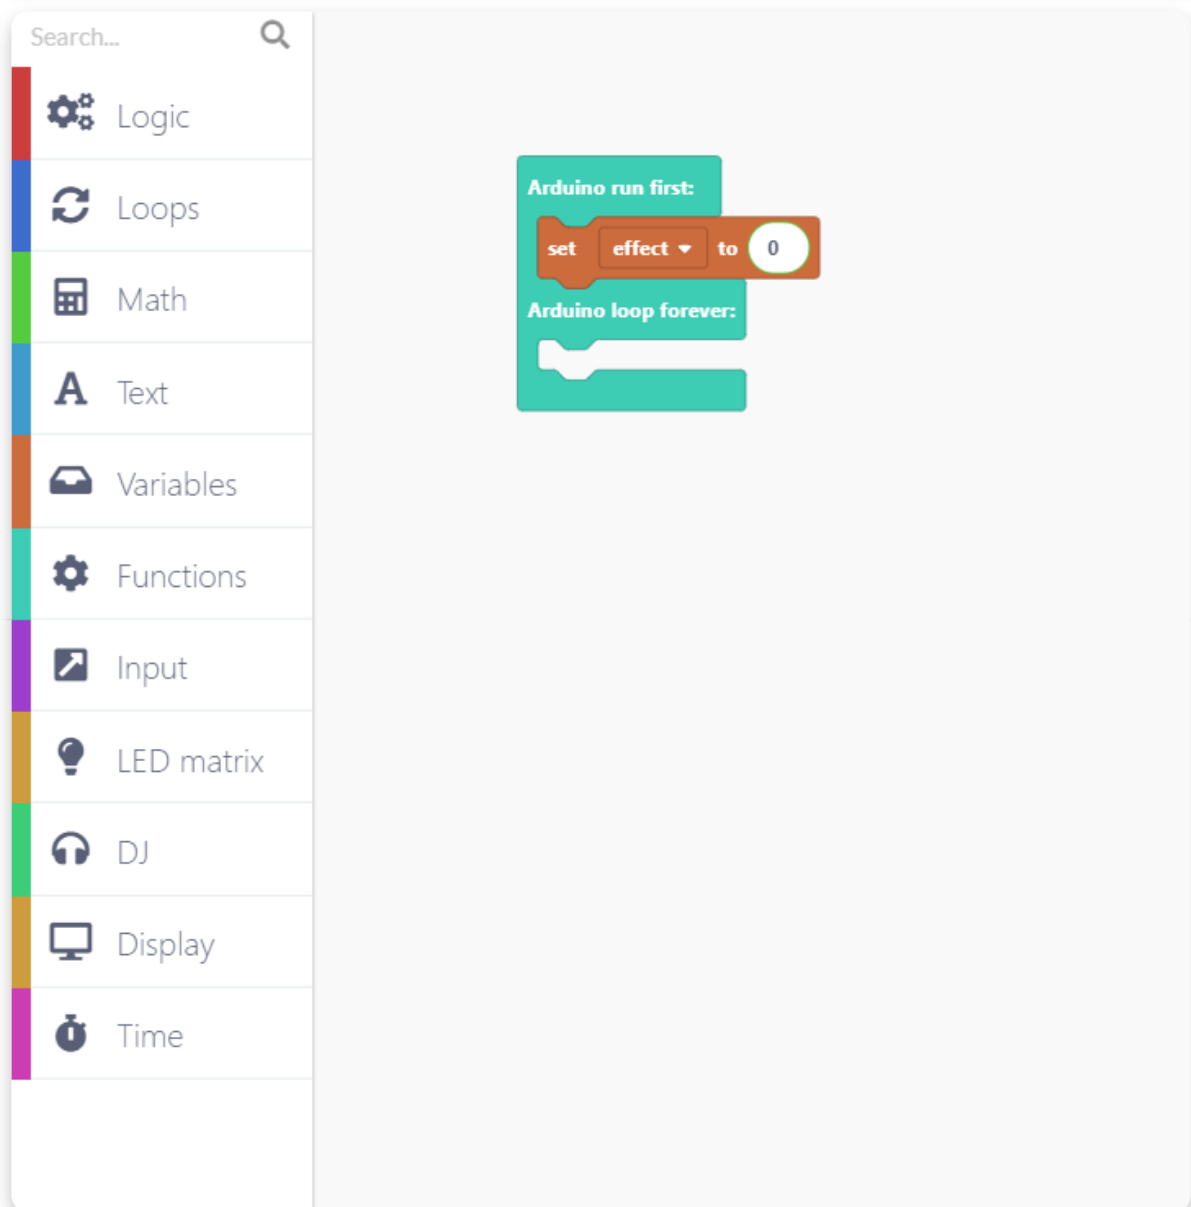 Search...
Logic
Loops
Math
Text
Variables
Functions
Input
LED matrix
DJ
Display
Time
Arduino run first:
set effect to 0
Arduino loop forever: